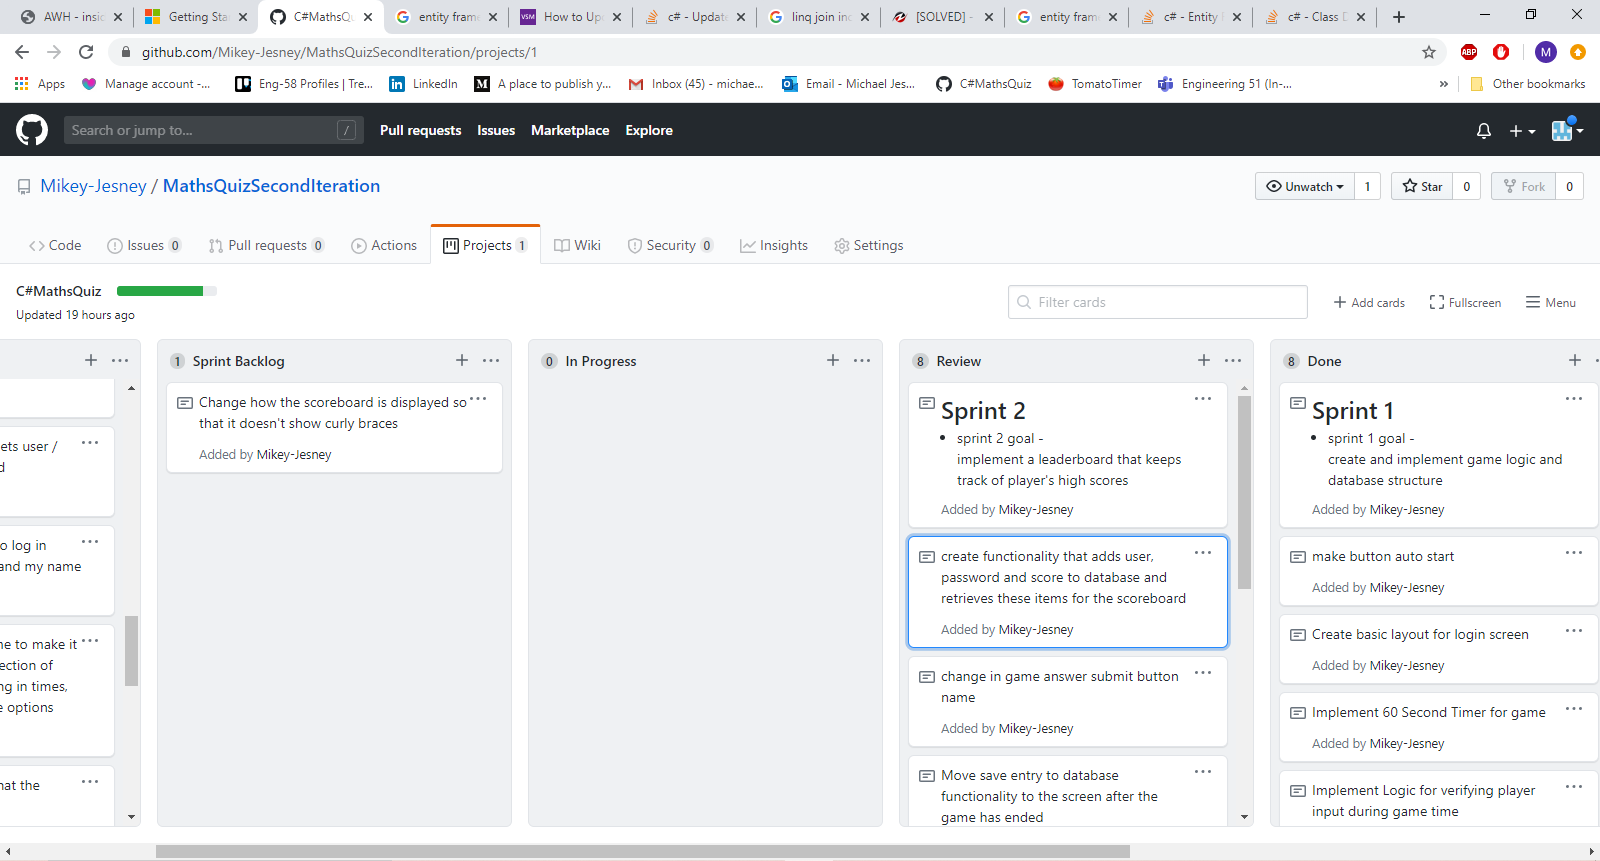 AWH - insid
Getting Sta
C#MathsQu
entity frame
How to Up
c# - Update
linq join inc
[SOLVED] -
entity frame
c# - Entity F
c# - Class D
github.com/Mikey-Jesney/MathsQuizSecondIteration/projects/1
ABP
M
Apps
Manage account -...
Eng-58 Profiles | Tre...
LinkedIn
A place to publish y...
Inbox (45) - michae...
Email - Michael Jes...
C#MathsQuiz
TomatoTimer
Engineering 51 (In-...
»
Other bookmarks
Search or jump to...
/
Pull requests
Issues
Marketplace
Explore
Mikey-Jesney / MathsQuizSecondIteration
Unwatch 1
Star 0
Fork 0
Code
Issues 0
Pull requests 0
Actions
Projects 1
Wiki
Security 0
Insights
Settings
C#MathsQuiz
Updated 19 hours ago
Filter cards
Add cards
Fullscreen
Menu
ets user /
d
o log in
and my name
ne to make it
ection of
ng in times,
e options
nat the
1 Sprint Backlog
Change how the scoreboard is displayed so
that it doesn't show curly braces
Added by Mikey-Jesney
0 In Progress
8 Review
Sprint 2
• sprint 2 goal -
implement a leaderboard that keeps
track of player's high scores
Added by Mikey-Jesney
create functionality that adds user,
password and score to database and
retrieves these items for the scoreboard
Added by Mikey-Jesney
change in game answer submit button
name
Added by Mikey-Jesney
Move save entry to database
functionality to the screen after the
game has ended
8 Done
Sprint 1
• sprint 1 goal -
create and implement game logic and
database structure
Added by Mikey-Jesney
make button auto start
Added by Mikey-Jesney
Create basic layout for login screen
Added by Mikey-Jesney
Implement 60 Second Timer for game
Added by Mikey-Jesney
Implement Logic for verifying player
input during game time